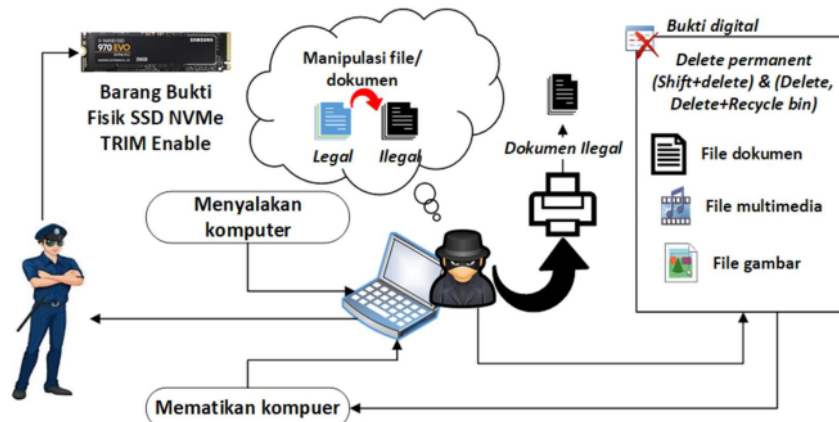 SAMSUNG
970 EVO
Barang Bukti
Fisik SSD NVMe
TRIM Enable
Manipulasi file/
dokumen
Legal
Ilegal
Dokumen Ilegal
Bukti digital
Delete permanent
(Shift+delete) & (Delete,
Delete+Recycle bin)
File dokumen
File multimedia
File gambar
Menyalakan
komputer
Mematikan kompuer